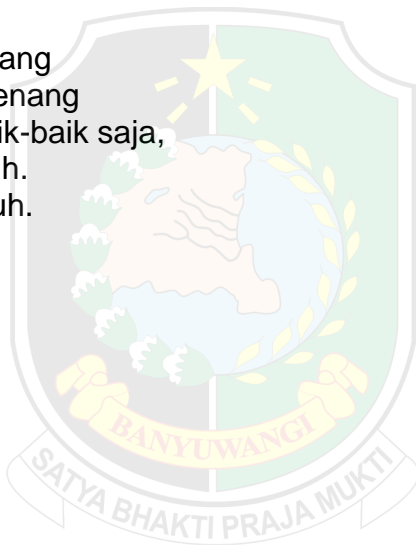 ang
enang
ik-baik saja,
h.
uh.
BANYUWANGI
SATYA BHAKTI PRAJA MUKTI